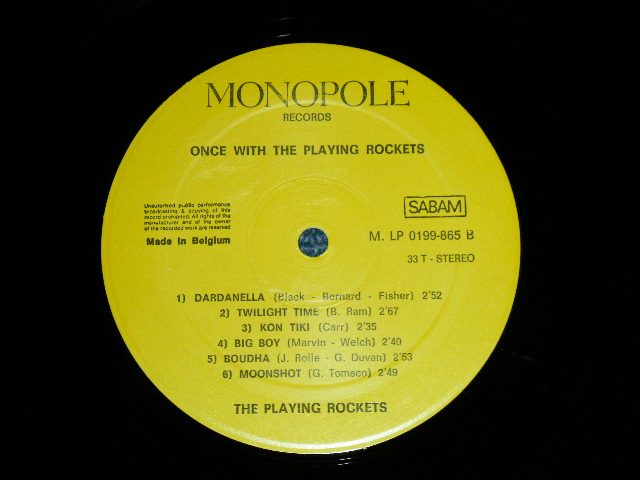 MONOPOLE
RECORDS
ONCE WITH THE PLAYING ROCKETS
Unauthorised public performance
broadcasting & copying of this
record prohibited. All rights of the
manufacturer and of the owner
of the recorded work are reserved
Made in Belgium
SABAM
M. LP 0199-865 B
33 T - STEREO
1) DARDANELLA (Black - Bernard - Fisher) 2'52
2) TWILIGHT TIME (B. Ram) 2'67
3) KON TIKI (Carr) 2'35
4) BIG BOY (Marvin - Welch) 2'40
5) BOUDHA (J. Rolle - G. Duvan) 2'53
6) MOONSHOT (G. Tomsco) 2'49
THE PLAYING ROCKETS